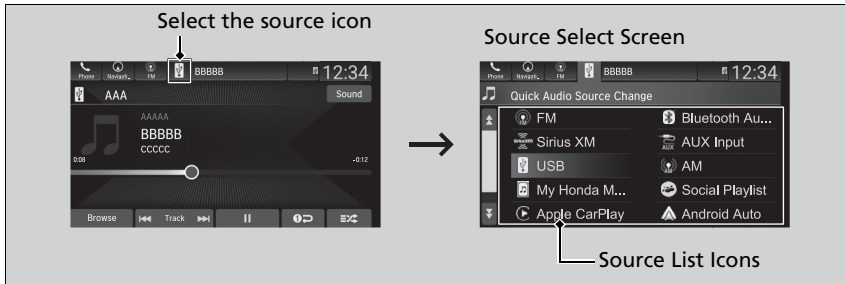 Select the source icon
Phone Navigati.. FM BBBBB 12:34
AAA Sound
AAAAA
BBBBB
CCCCC
0:08 -0:12
Browse Track
Source Select Screen
Phone Navigati.. FM BBBBB 12:34
Quick Audio Source Change
FM Bluetooth Au...
Sirius XM AUX Input
USB AM
My Honda M... Social Playlist
Apple CarPlay Android Auto
Source List Icons